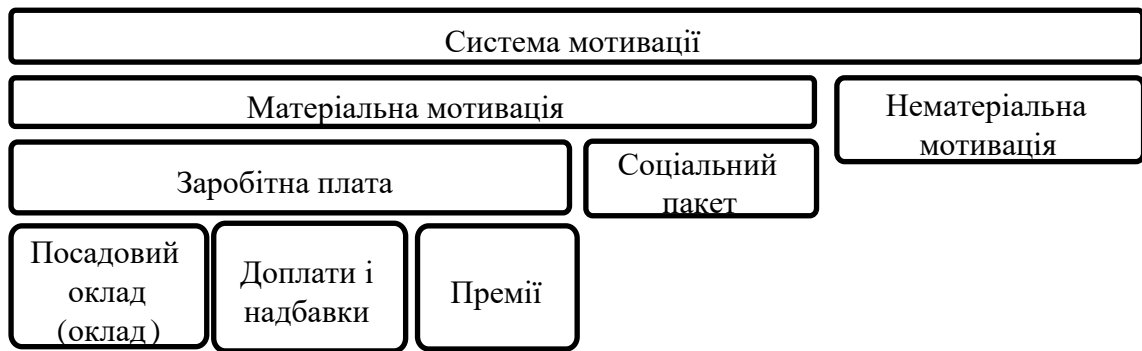 Система мотивації
Матеріальна мотивація
Нематеріальна
мотивація
Заробітна плата
Соціальний
пакет
Посадовий
оклад
(оклад)
Доплати і
надбавки
Премії